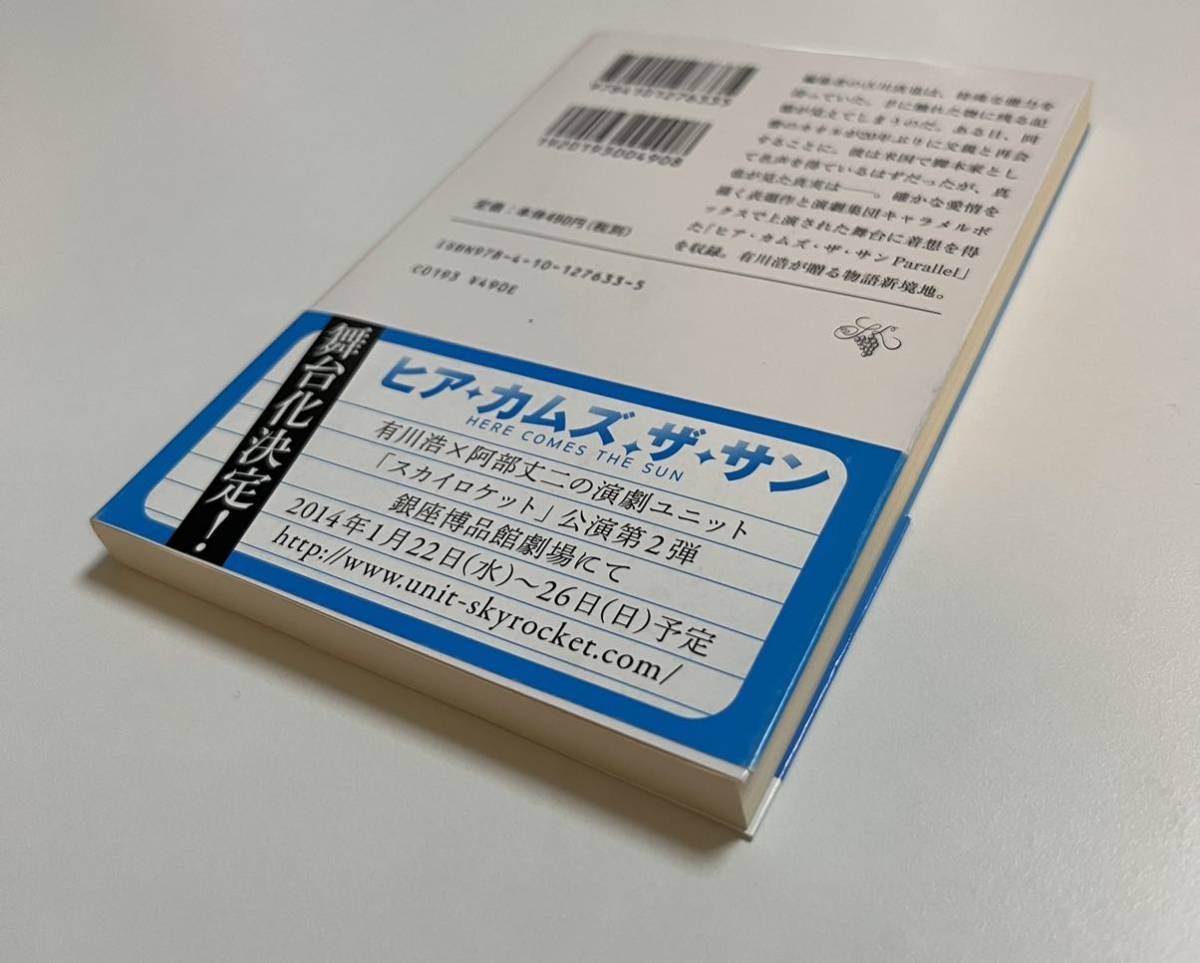 9784101276335
1920193004908
定価：本体490円（税別）
ISBN978-4-10-127633-5
C0193 ¥490E
編集者の古川真也は、特殊な能力を
持っていた。手に触れた物に残る記
憶が見えてしまうのだ。ある日、同
僚のカオルが20年ぶりに父親と再会
することに。彼は米国で脚本家とし
て名声を得ているはずだったが、真
也が見た真実は――。確かな愛情を
描く表題作と演劇集団キャラメルボ
ックスで上演された舞台に着想を得
た「ヒア・カムズ・ザ・サン Parallel」
を収録。有川浩が贈る物語新境地。
舞台化決定！
ヒア・カムズ・ザ・サン
HERE COMES THE SUN
有川浩×阿部丈二の演劇ユニット
「スカイロケット」公演第２弾
銀座博品館劇場にて
2014年1月22日(水)～26日(日)予定
http://www.unit-skyrocket.com/